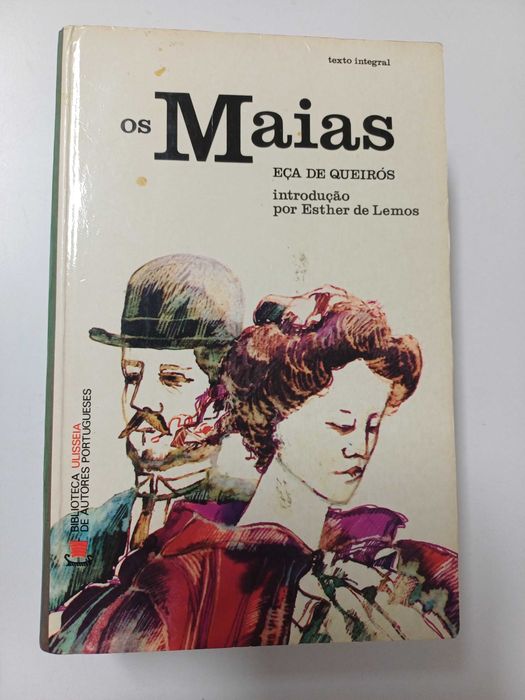 texto integral
os Maias
EÇA DE QUEIRÓS
introdução
por Esther de Lemos
BIBLIOTECA ULISSEIA
DE AUTORES PORTUGUESES